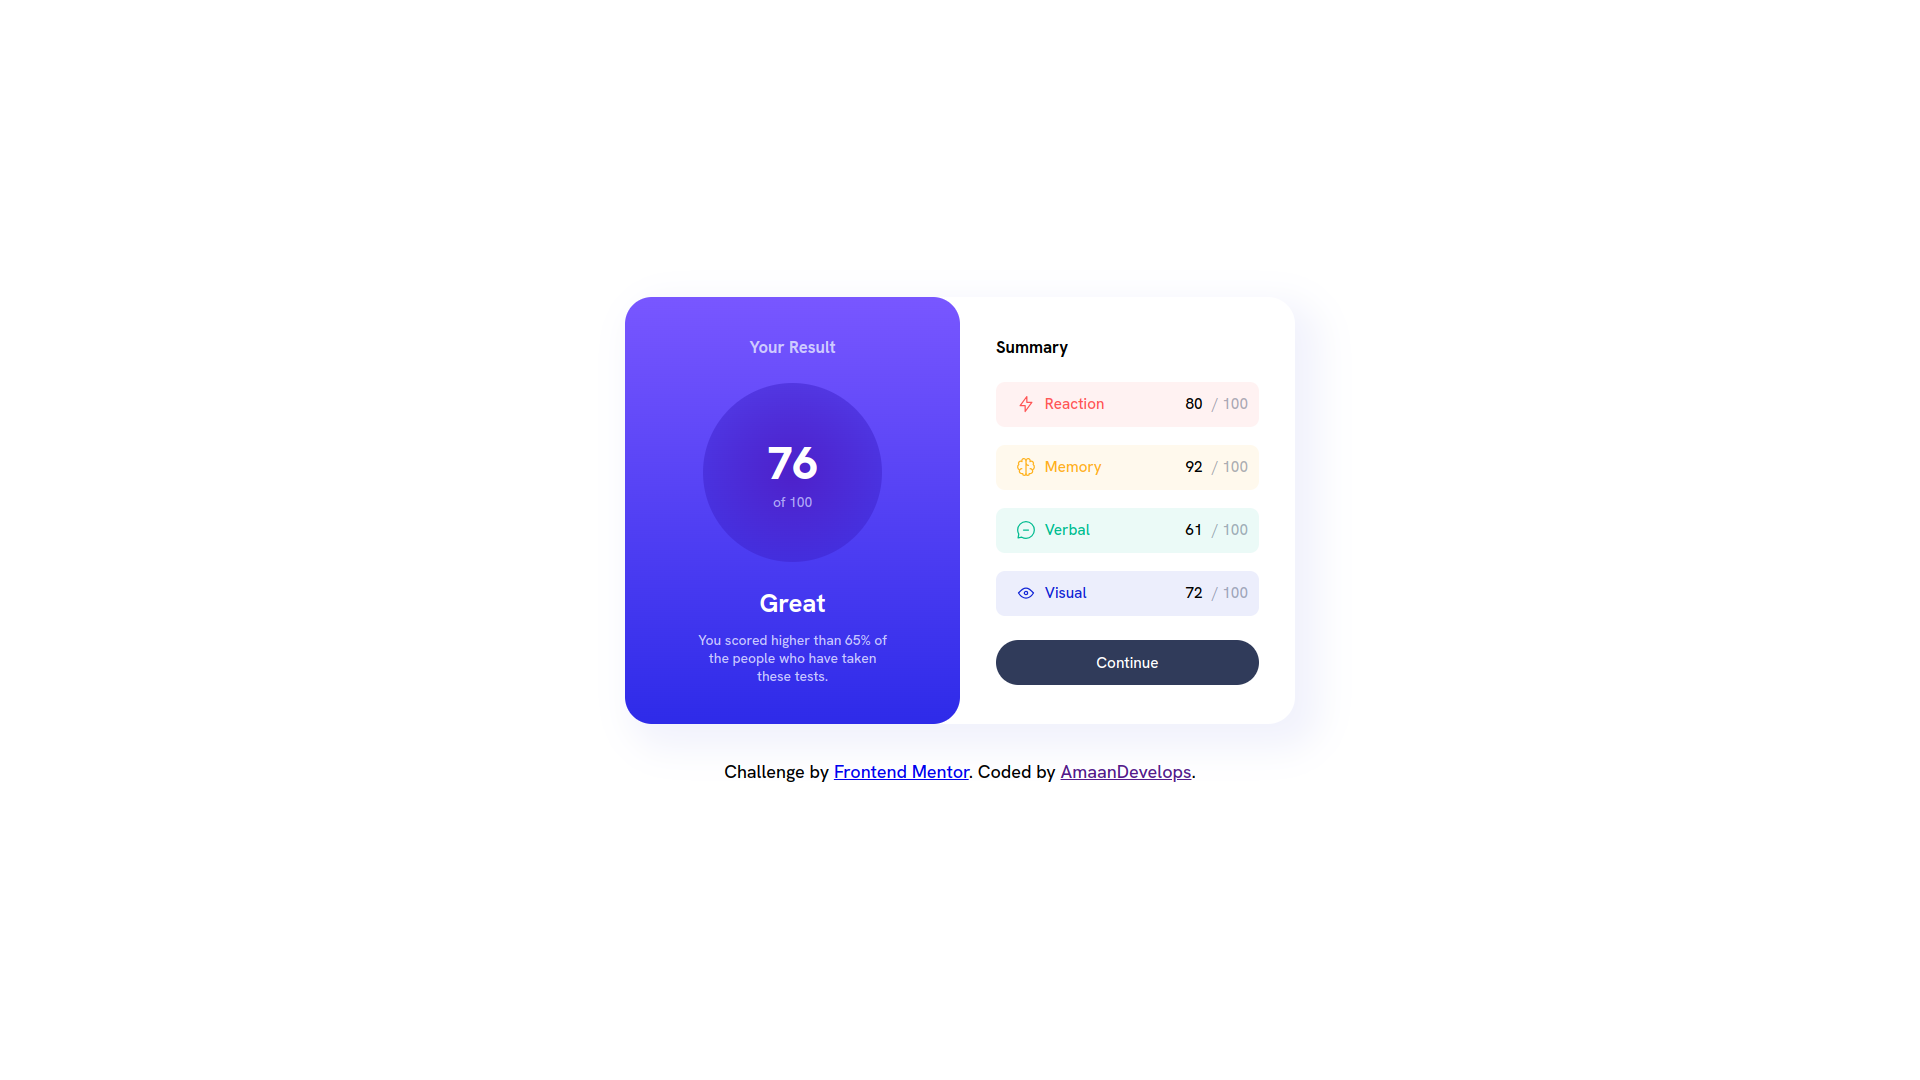 Your Result
76
of 100
Great
You scored higher than 65% of
the people who have taken
these tests.
Summary
Reaction 80 / 100
Memory 92 / 100
Verbal 61 / 100
Visual 72 / 100
Continue
Challenge by Frontend Mentor. Coded by AmaanDevelops.